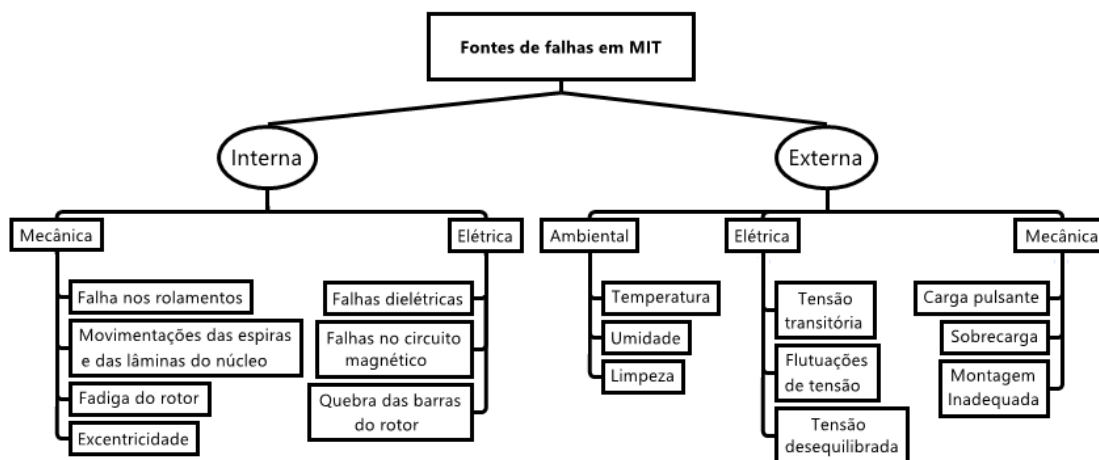 Fontes de falhas em MIT
Interna
Externa
Mecânica
Elétrica
Ambiental
Elétrica
Mecânica
Falha nos rolamentos
Movimentações das espiras
e das lâminas do núcleo
Fadiga do rotor
Excentricidade
Falhas dielétricas
Falhas no circuito
magnético
Quebra das barras
do rotor
Temperatura
Umidade
Limpeza
Tensão
transitória
Flutuações
de tensão
Tensão
desequilibrada
Carga pulsante
Sobrecarga
Montagem
Inadequada